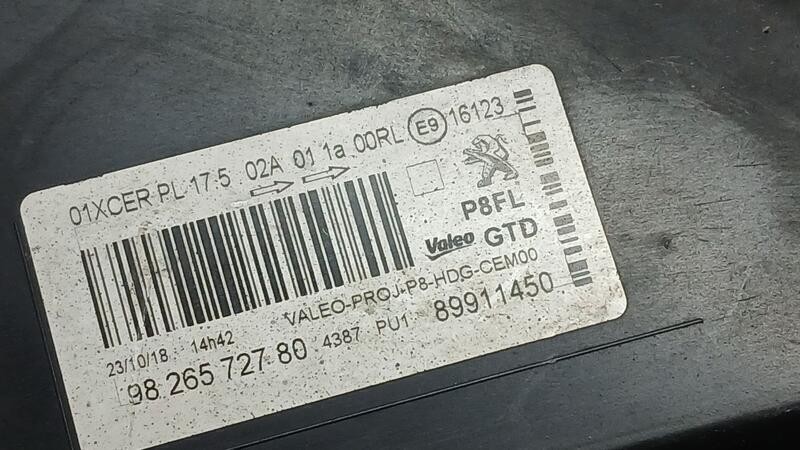 01XCER PL 17.5 02A 01 1a 00RL E9 16123
P8FL
Valeo GTD
VALEO-PROJ-P8-HDG-CEM00
23/10/18 14h42
98 265 727 80 4387 PU1 89911450